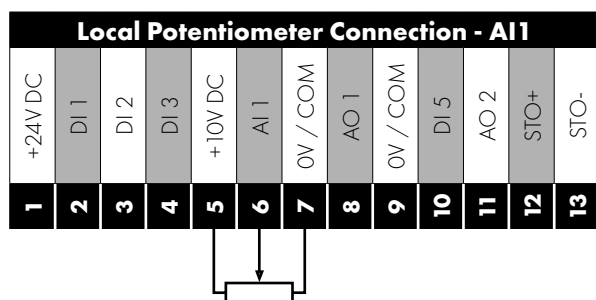 Local Potentiometer Connection - AI1
+24V DC
DI 1
DI 2
DI 3
+10V DC
AI 1
0V / COM
AO 1
0V / COM
DI 5
AO 2
STO+
STO-
1
2
3
4
5
6
7
8
9
10
11
12
13